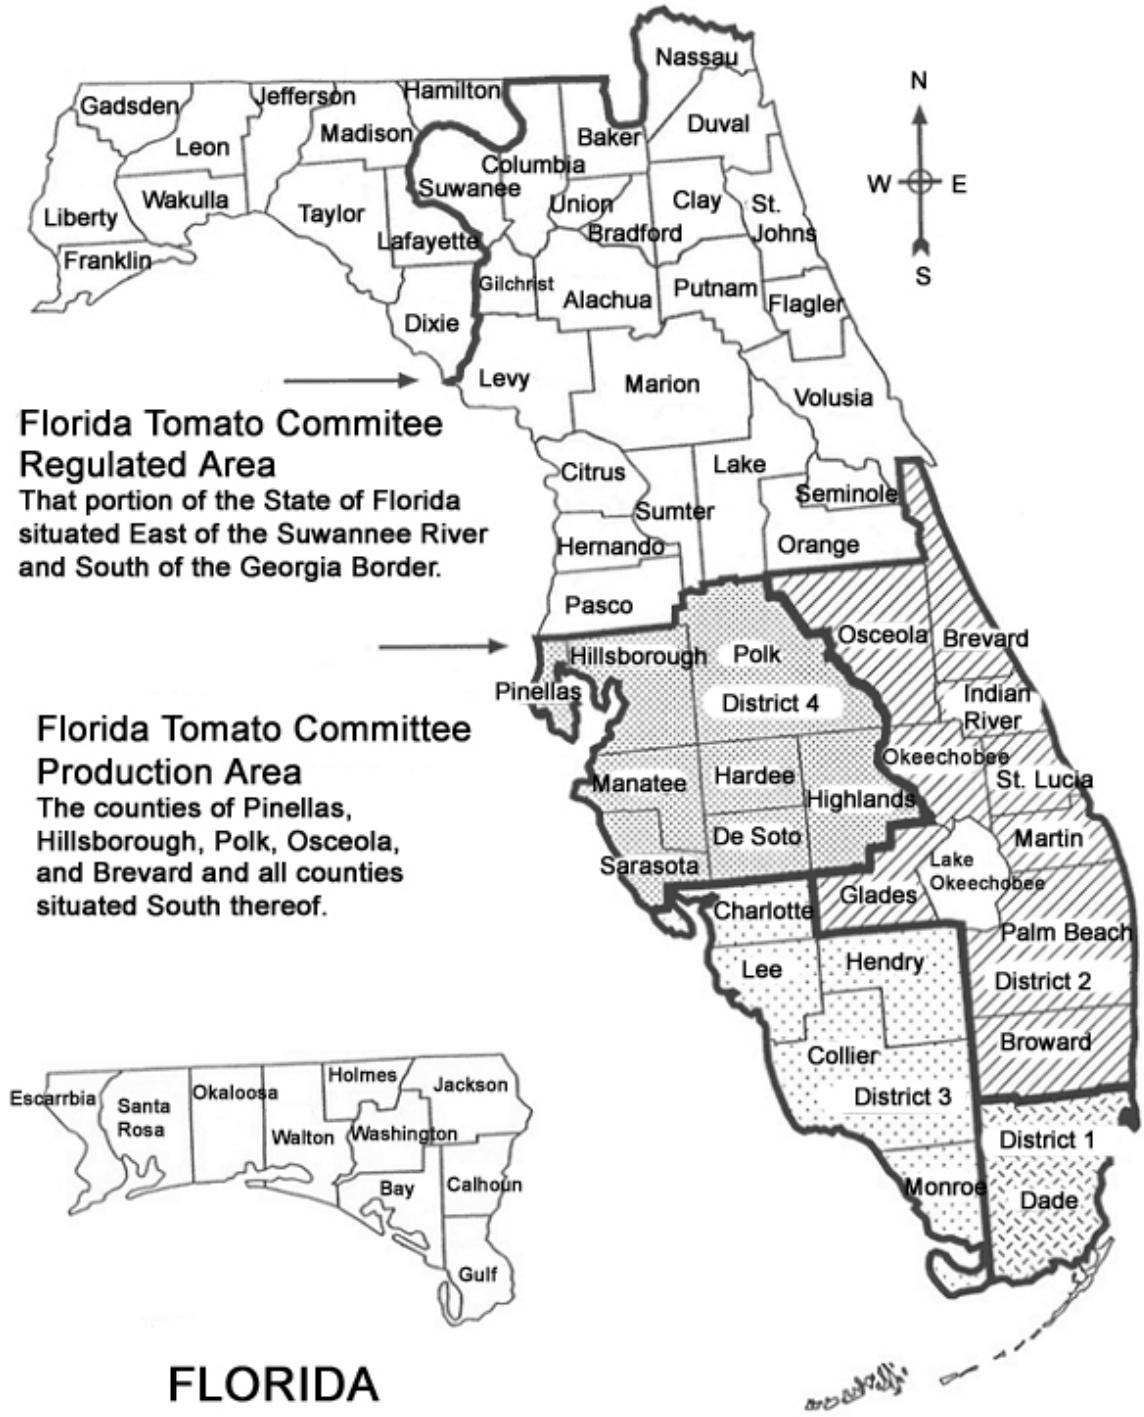 Nassau
Hamilton
Jefferson
Gadsden
Madison
Duval
Baker
Leon
Columbia
Suwanee
Wakulla
Union
Clay
St.
Johns
Liberty
Taylor
Bradford
Lafayette
Franklin
Gilchrist
Putnam
Alachua
Flagler
Dixie
Levy
Marion
Volusia
N
W
E
S
Florida Tomato Commitee
Regulated Area
That portion of the State of Florida
situated East of the Suwannee River
and South of the Georgia Border.
Citrus
Lake
Seminole
Sumter
Orange
Hernando
Pasco
Osceola
Brevard
Hillsborough
Polk
Pinellas
District 4
Indian
River
Okeechobee
St. Lucia
Manatee
Hardee
Highlands
De Soto
Martin
Sarasota
Lake
Okeechobee
Glades
Charlotte
Palm Beach
Lee
Hendry
District 2
Broward
Collier
District 3
District 1
Monroe
Dade
Florida Tomato Committee
Production Area
The counties of Pinellas,
Hillsborough, Polk, Osceola,
and Brevard and all counties
situated South thereof.
Escarrbia
Santa
Rosa
Okaloosa
Holmes
Jackson
Walton
Washington
Bay
Calhoun
Gulf
FLORIDA